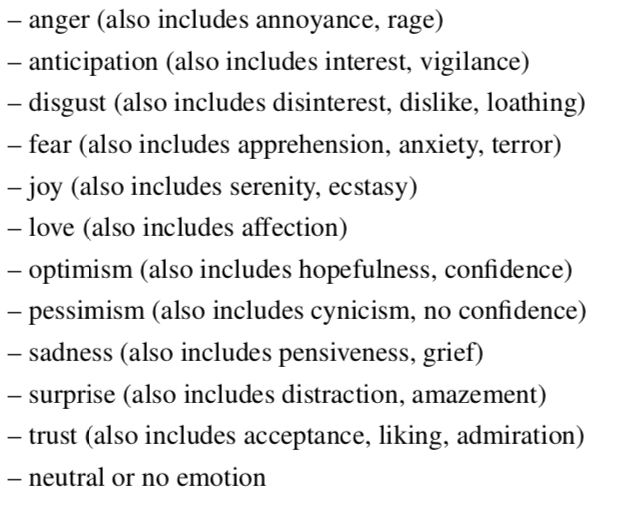 – anger (also includes annoyance, rage)
– anticipation (also includes interest, vigilance)
– disgust (also includes disinterest, dislike, loathing)
– fear (also includes apprehension, anxiety, terror)
– joy (also includes serenity, ecstasy)
– love (also includes affection)
– optimism (also includes hopefulness, confidence)
– pessimism (also includes cynicism, no confidence)
– sadness (also includes pensiveness, grief)
– surprise (also includes distraction, amazement)
– trust (also includes acceptance, liking, admiration)
– neutral or no emotion